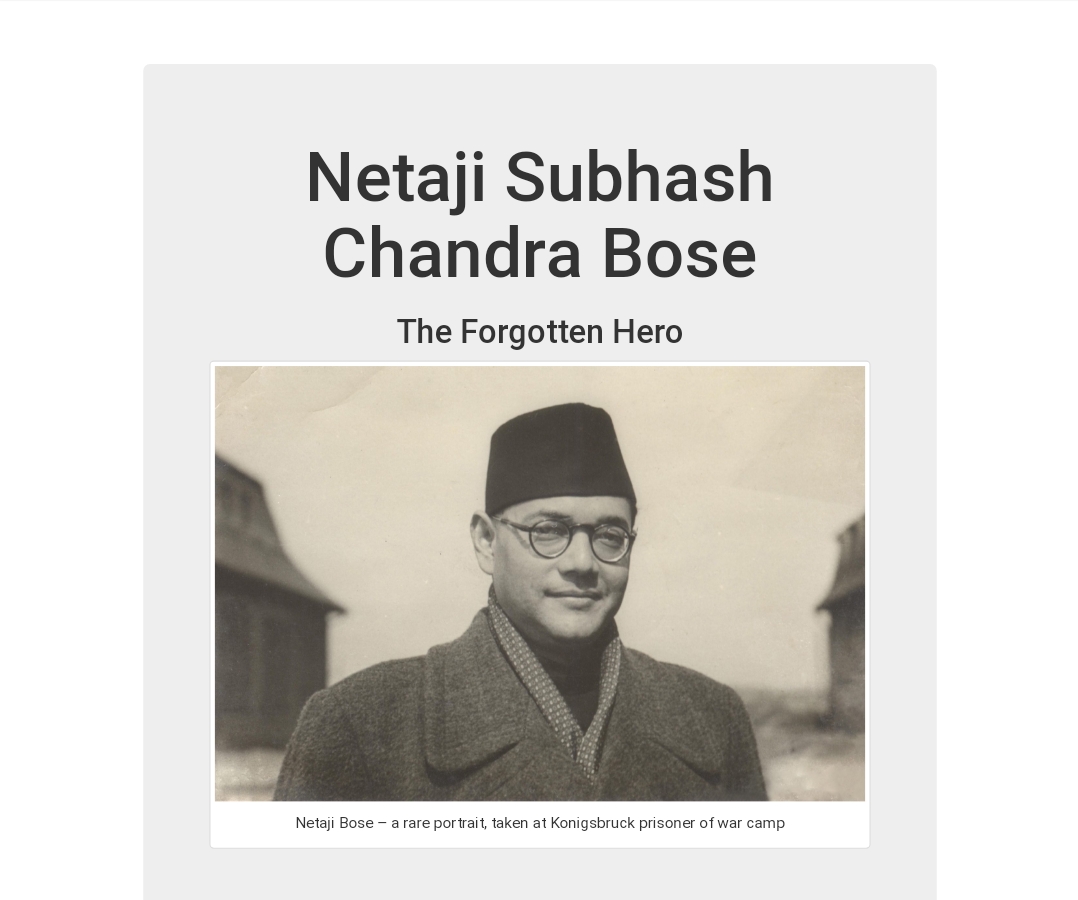 Netaji Subhash
Chandra Bose
The Forgotten Hero
Netaji Bose – a rare portrait, taken at Konigsbruck prisoner of war camp